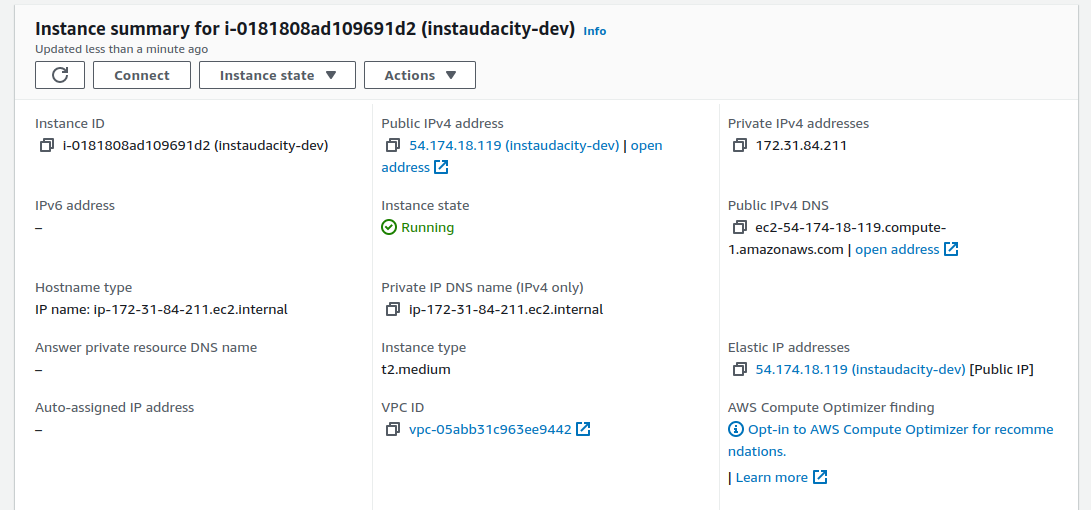 Instance summary for i-0181808ad109691d2 (instaudacity-dev) Info
Updated less than a minute ago
Connect
Instance state
Actions
Instance ID
i-0181808ad109691d2 (instaudacity-dev)
Public IPv4 address
54.174.18.119 (instaudacity-dev) | open
address
Private IPv4 addresses
172.31.84.211
IPv6 address
–
Instance state
Running
Public IPv4 DNS
ec2-54-174-18-119.compute-
1.amazonaws.com | open address
Hostname type
IP name: ip-172-31-84-211.ec2.internal
Private IP DNS name (IPv4 only)
ip-172-31-84-211.ec2.internal
Answer private resource DNS name
–
Instance type
t2.medium
Elastic IP addresses
54.174.18.119 (instaudacity-dev) [Public IP]
Auto-assigned IP address
–
VPC ID
vpc-05abb31c963ee9442
AWS Compute Optimizer finding
Opt-in to AWS Compute Optimizer for recomme
ndations.
| Learn more